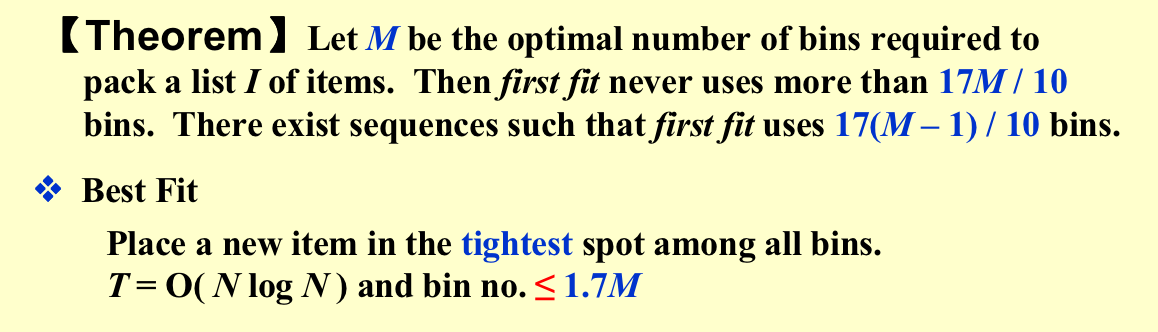 【Theorem】Let M be the optimal number of bins required to
pack a list I of items. Then first fit never uses more than 17M / 10
bins. There exist sequences such that first fit uses 17(M – 1) / 10 bins.
❖ Best Fit
Place a new item in the tightest spot among all bins.
T = O( N log N ) and bin no. ≤ 1.7M